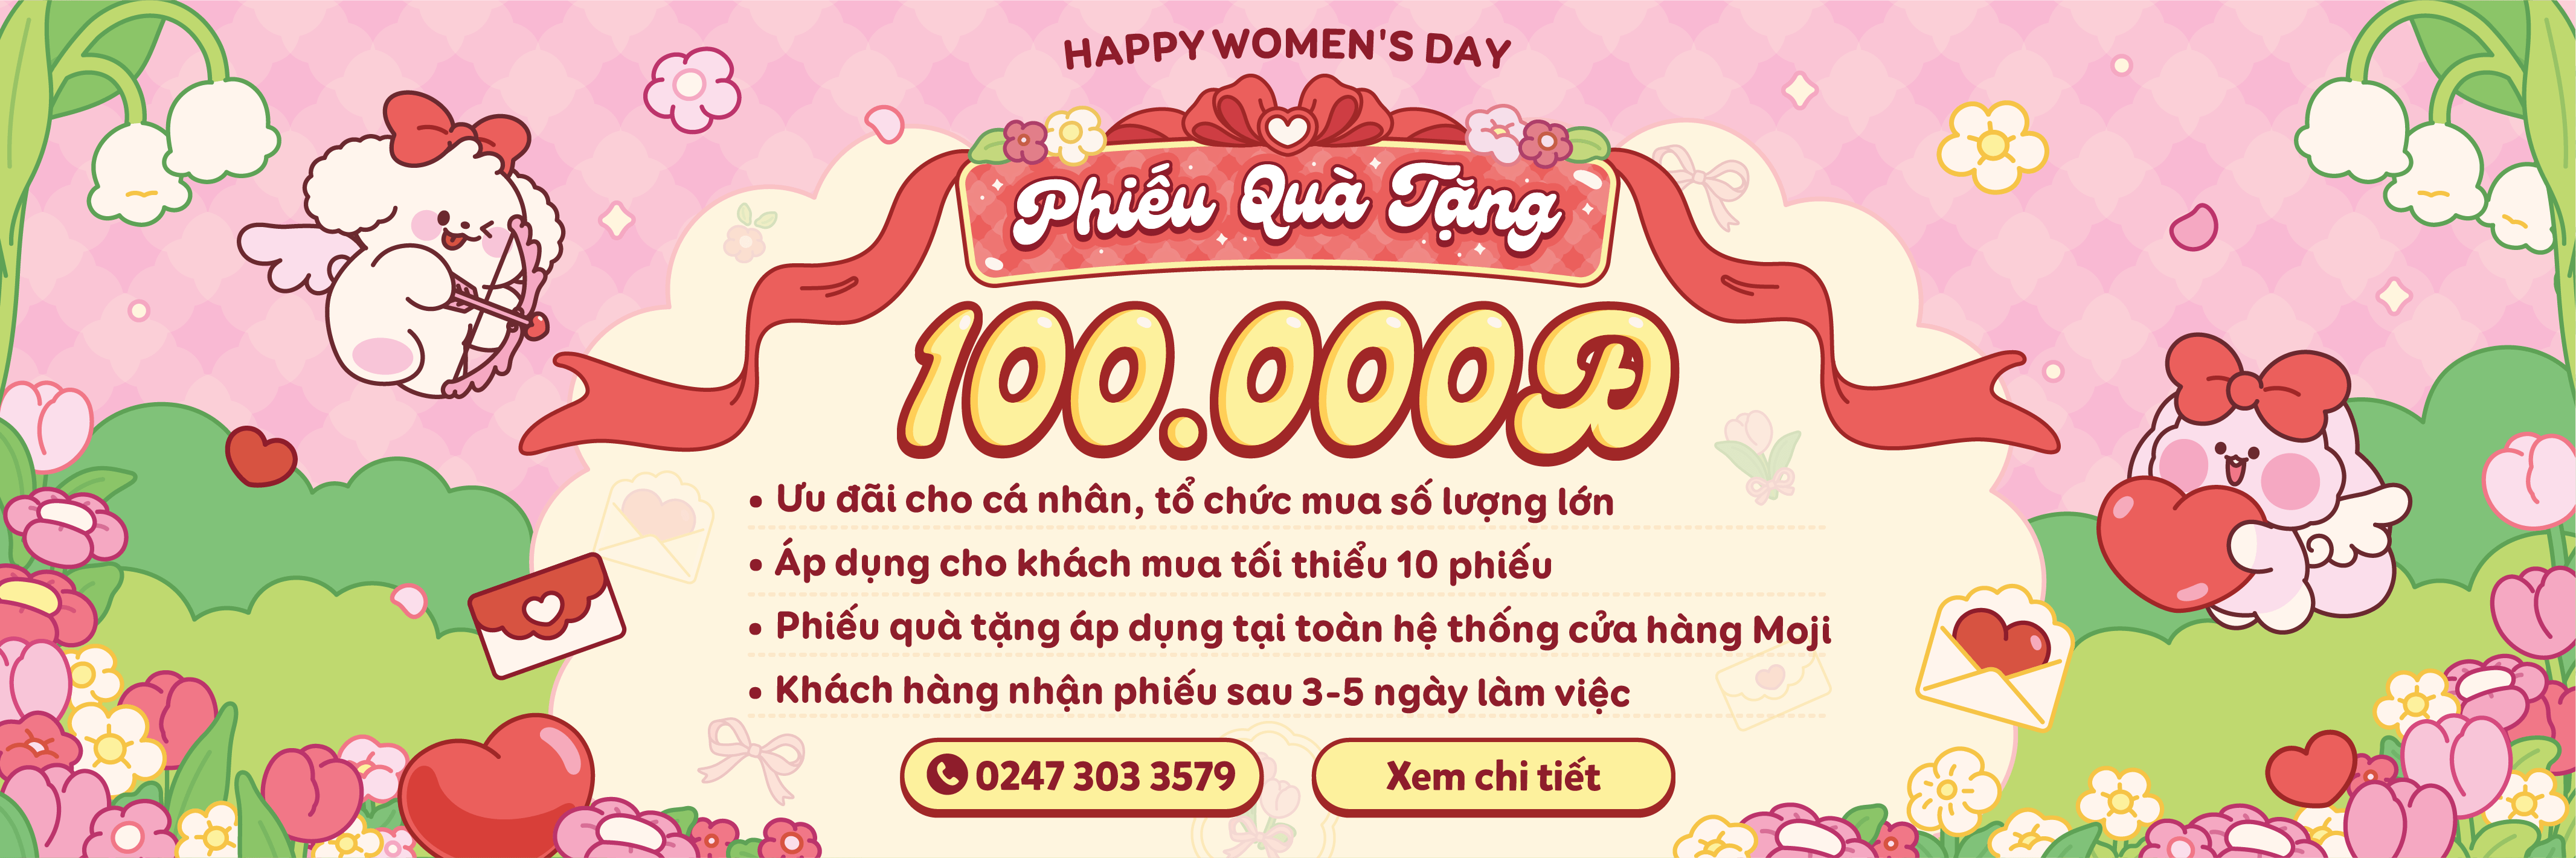 HAPPY WOMEN'S DAY
Phiếu Quà Tặng
100.000Đ
• Ưu đãi cho cá nhân, tổ chức mua số lượng lớn
• Áp dụng cho khách mua tối thiểu 10 phiếu
• Phiếu quà tặng áp dụng tại toàn hệ thống cửa hàng Moji
• Khách hàng nhận phiếu sau 3-5 ngày làm việc
0247 303 3579
Xem chi tiết